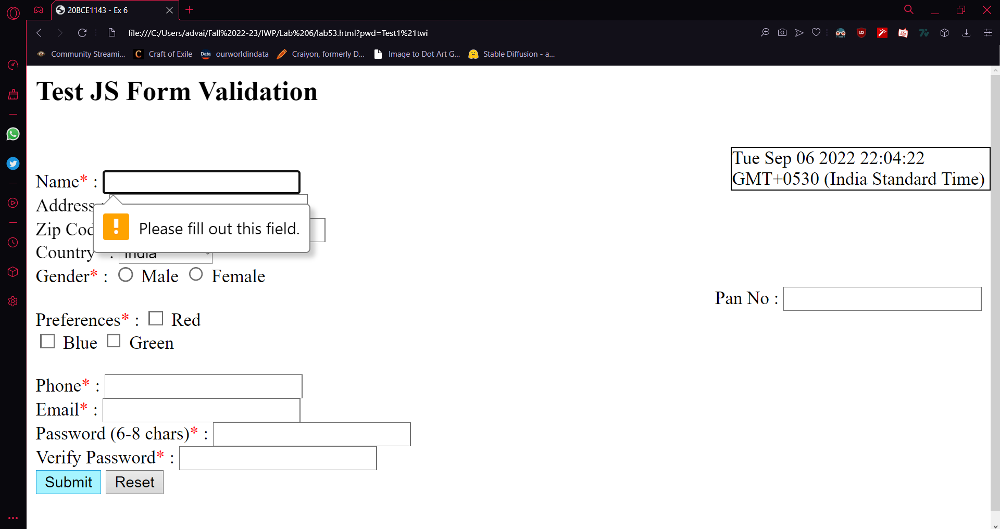 20BCE1143 - Ex 6
file:///C:/Users/advai/Fall%2022-23/IWP/Lab%206/lab53.html?pwd=Test1%21twi
Community Streami... Craft of Exile ourworldindata Craiyon, formerly D... Image to Dot Art G... Stable Diffusion - a...
Test JS Form Validation
Tue Sep 06 2022 22:04:22
GMT+0530 (India Standard Time)
Name* :
Address :
Please fill out this field.
Zip Cod
Country : India
Gender* : Male Female
Pan No :
Preferences* : Red
Blue Green
Phone* :
Email* :
Password (6-8 chars)* :
Verify Password* :
Submit Reset